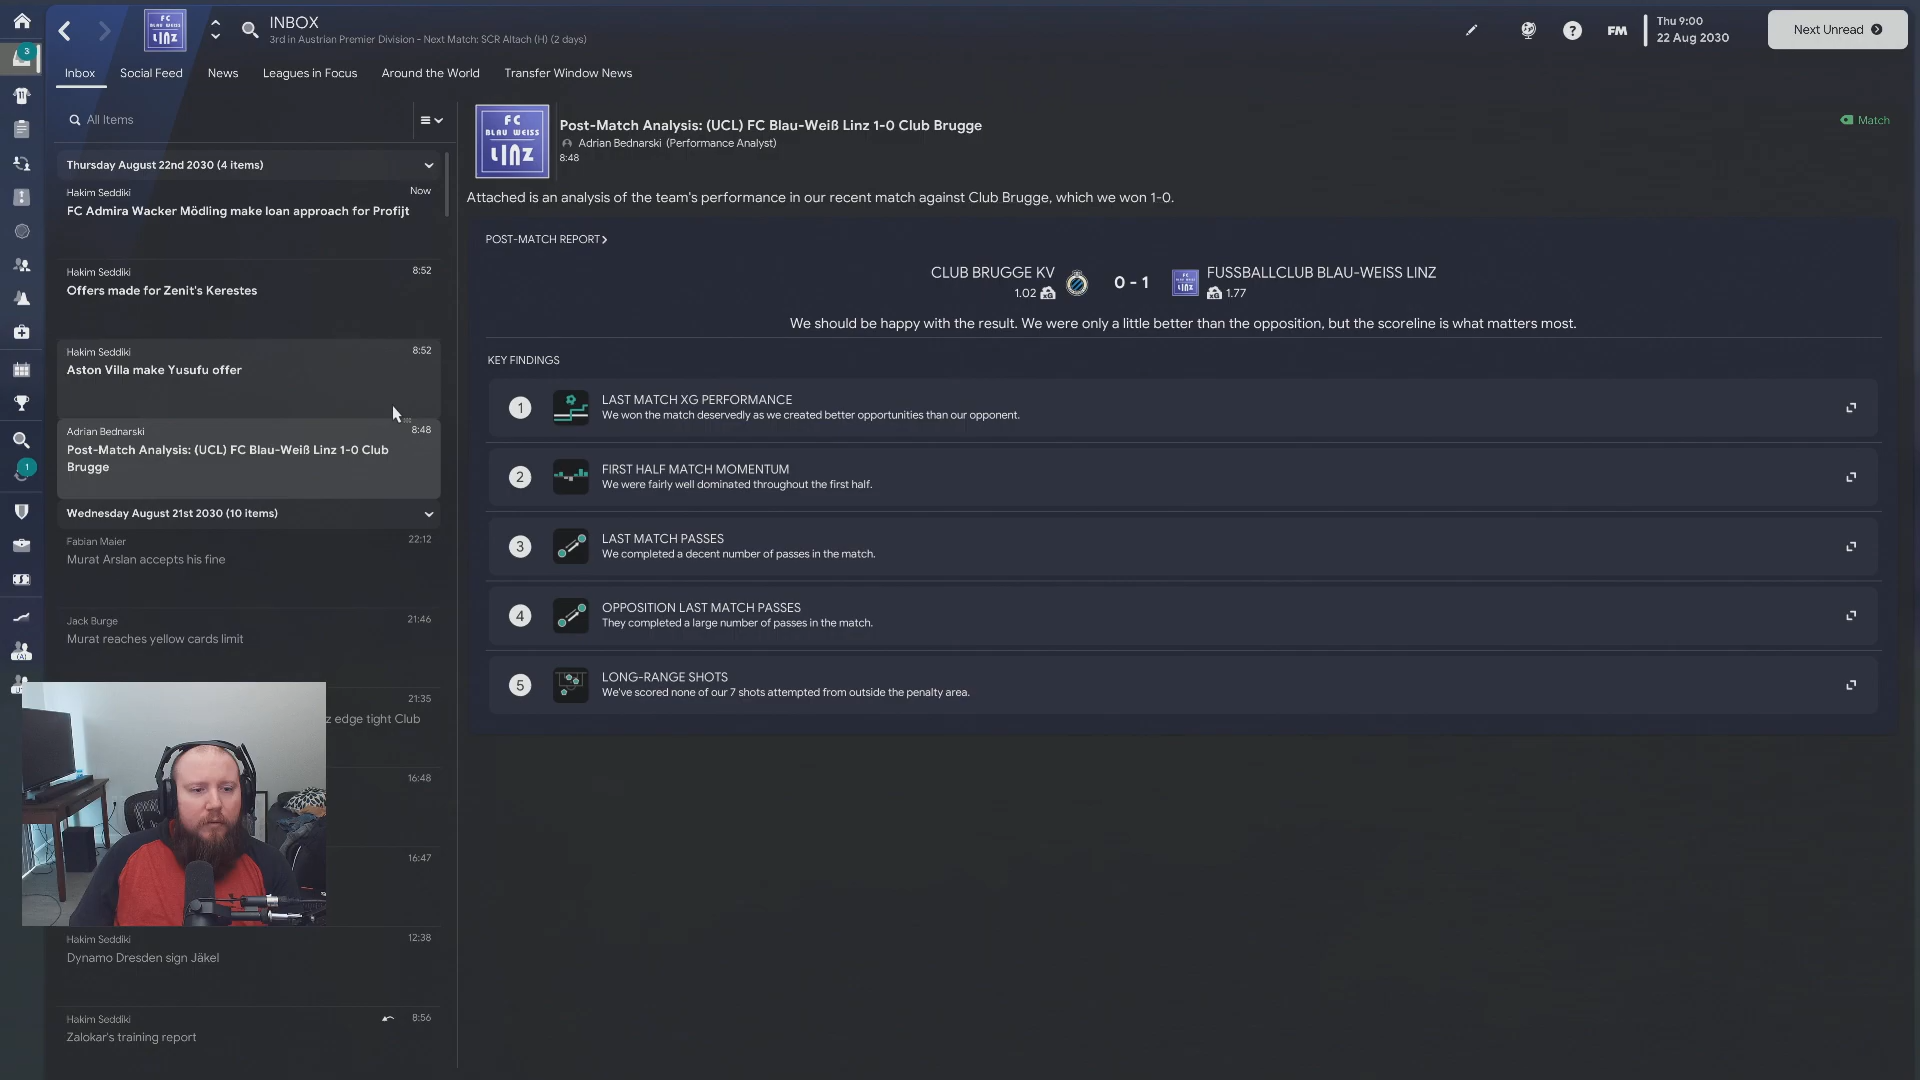 3
FC
BLAU WEISS
LINZ
INBOX
3rd in Austrian Premier Division - Next Match: SCR Altach (H) (2 days)
FM
Thu 9:00
22 Aug 2030
Next Unread
Inbox
Social Feed
News
Leagues in Focus
Around the World
Transfer Window News
All Items
Thursday August 22nd 2030 (4 items)
Hakim Seddiki
Now
FC Admira Wacker Mödling make loan approach for Profijt
Hakim Seddiki
8:52
Offers made for Zenit's Kerestes
Hakim Seddiki
8:52
Aston Villa make Yusufu offer
Adrian Bednarski
8:48
Post-Match Analysis: (UCL) FC Blau-Weiß Linz 1-0 Club
Brugge
1
Wednesday August 21st 2030 (10 items)
Fabian Maier
22:12
Murat Arslan accepts his fine
Jack Burge
21:46
Murat reaches yellow cards limit
21:35
z edge tight Club
16:48
16:47
Hakim Seddiki
12:38
Dynamo Dresden sign Jäkel
Hakim Seddiki
8:56
Zalokar's training report
FC
BLAU WEISS
LINZ
Post-Match Analysis: (UCL) FC Blau-Weiß Linz 1-0 Club Brugge
Adrian Bednarski (Performance Analyst)
8:48
Match
Attached is an analysis of the team's performance in our recent match against Club Brugge, which we won 1-0.
POST-MATCH REPORT
CLUB BRUGGE KV
1.02 xG
0 - 1
FUSSBALLCLUB BLAU-WEISS LINZ
xG 1.77
We should be happy with the result. We were only a little better than the opposition, but the scoreline is what matters most.
KEY FINDINGS
1
LAST MATCH XG PERFORMANCE
We won the match deservedly as we created better opportunities than our opponent.
2
FIRST HALF MATCH MOMENTUM
We were fairly well dominated throughout the first half.
3
LAST MATCH PASSES
We completed a decent number of passes in the match.
4
OPPOSITION LAST MATCH PASSES
They completed a large number of passes in the match.
5
LONG-RANGE SHOTS
We've scored none of our 7 shots attempted from outside the penalty area.